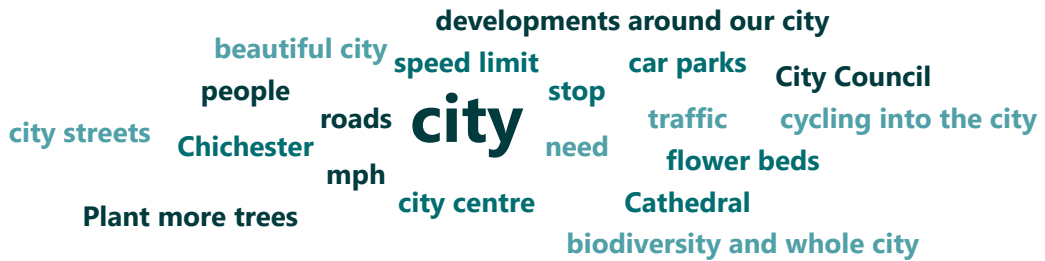 developments around our city
beautiful city
speed limit
car parks
City Council
people
stop
city
roads
traffic
cycling into the city
city streets
Chichester
need
flower beds
mph
city centre
Cathedral
Plant more trees
biodiversity and whole city